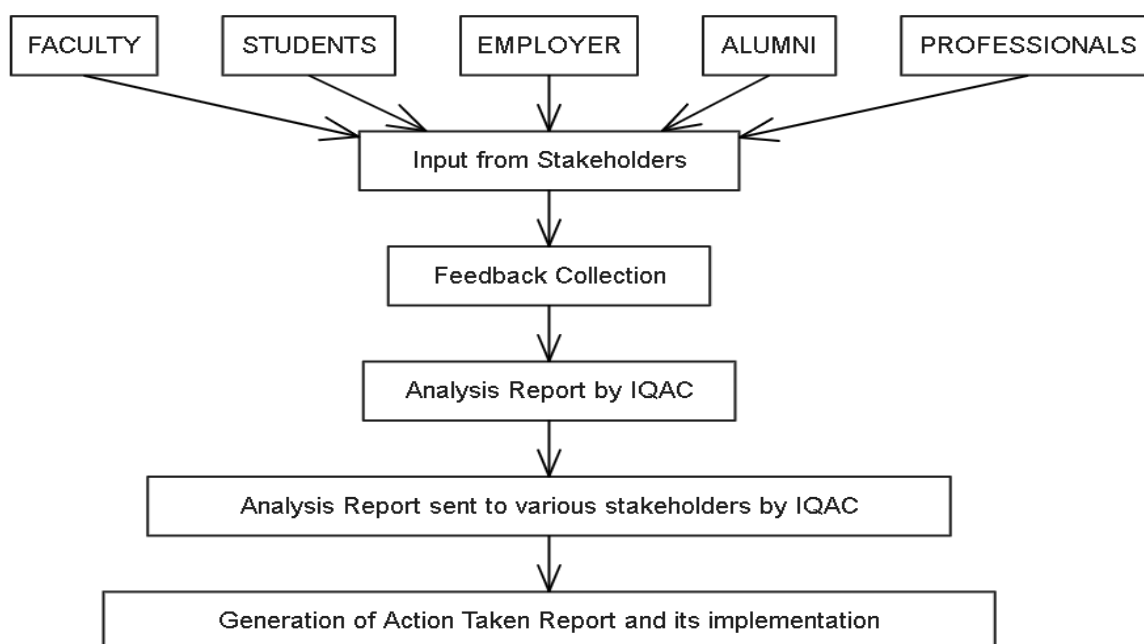 FACULTY
STUDENTS
EMPLOYER
ALUMNI
PROFESSIONALS
Input from Stakeholders
Feedback Collection
Analysis Report by IQAC
Analysis Report sent to various stakeholders by IQAC
Generation of Action Taken Report and its implementation